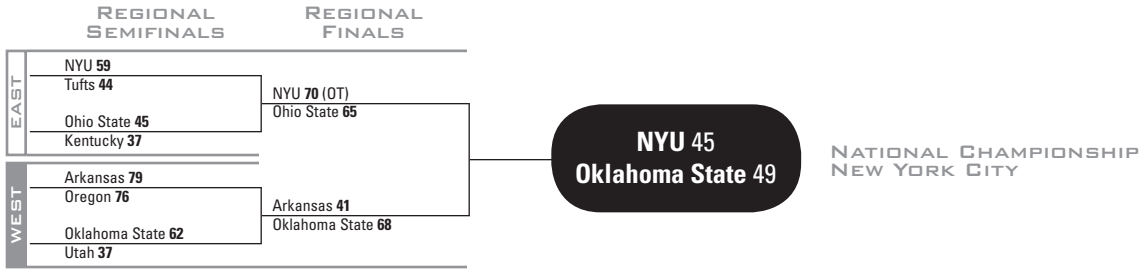 REGIONAL
SEMIFINALS
REGIONAL
FINALS
EAST
NYU 59
Tufts 44
Ohio State 45
Kentucky 37
NYU 70 (OT)
Ohio State 65
WEST
Arkansas 79
Oregon 76
Oklahoma State 62
Utah 37
Arkansas 41
Oklahoma State 68
NYU 45
Oklahoma State 49
NATIONAL CHAMPIONSHIP
NEW YORK CITY